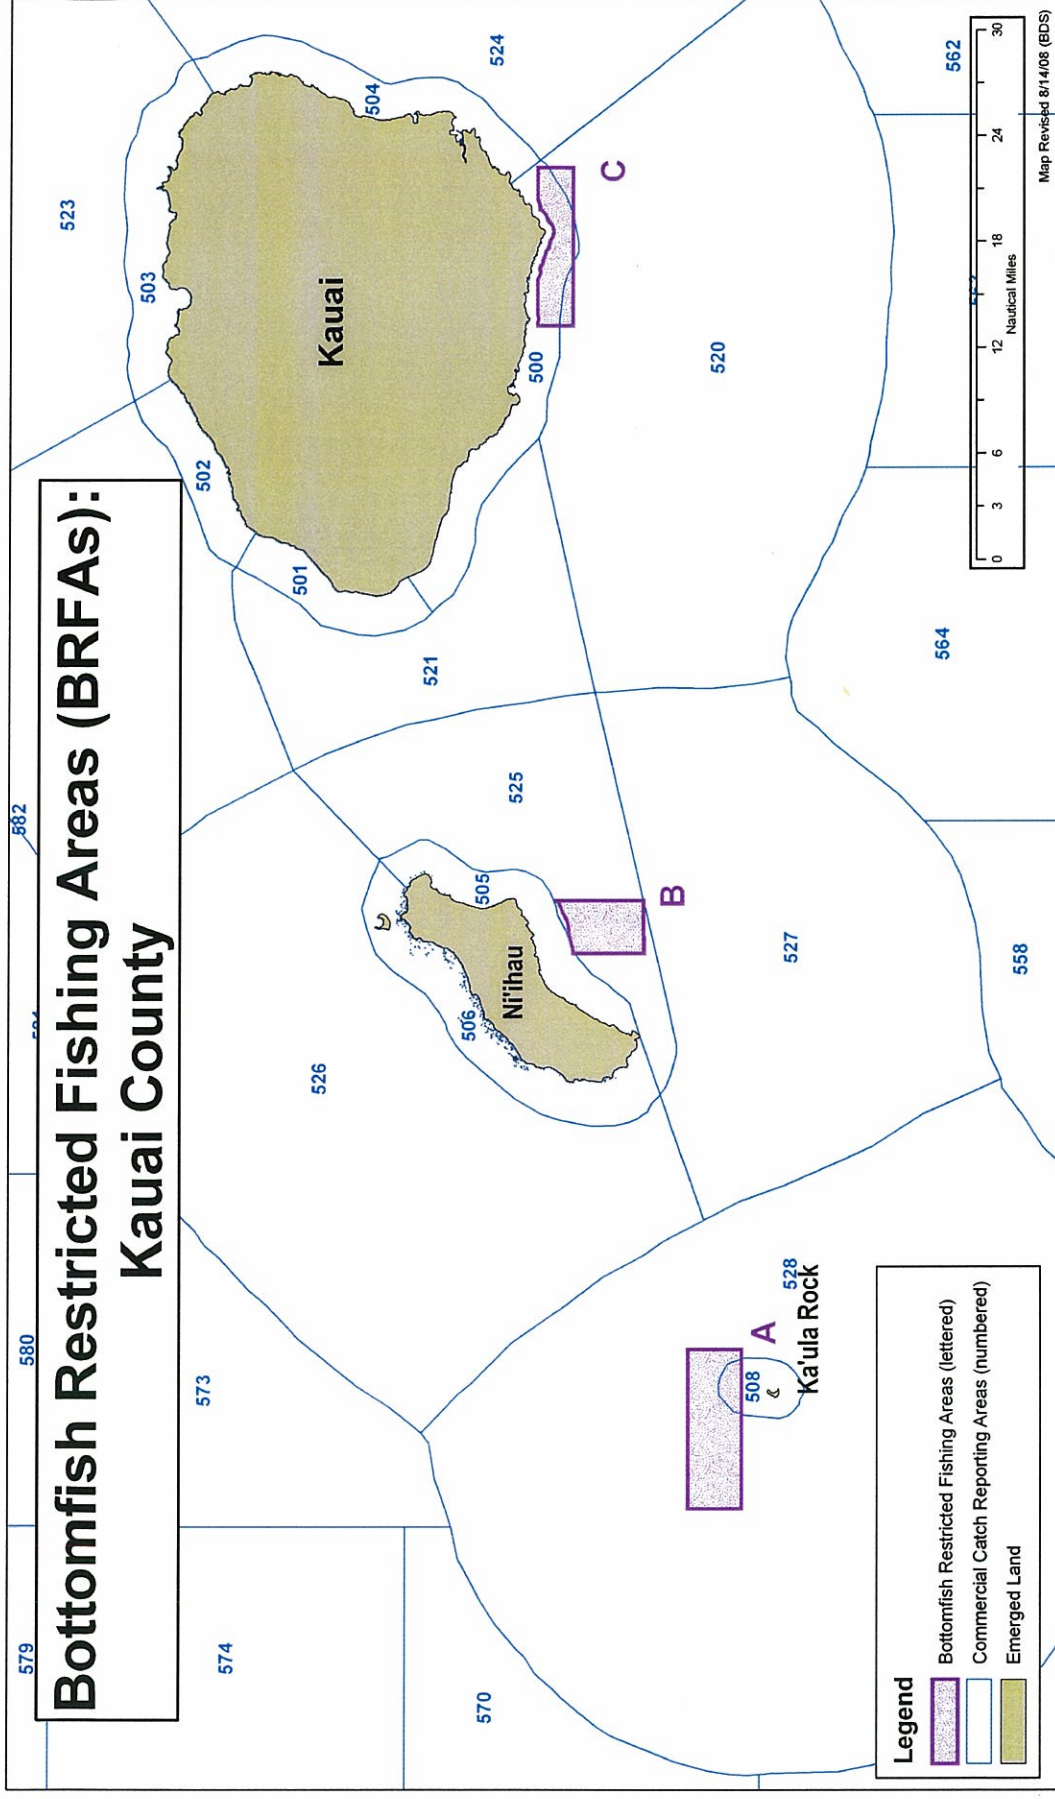 Bottomfish Restricted Fishing Areas (BRFAs):
Kauai County
579
580
582
523
524
574
573
526
502
503
504
501
Kauai
521
525
500
506
505
Ni'ihau
C
B
520
570
527
A
508
528
Ka'ula Rock
558
564
562
Legend
Bottomfish Restricted Fishing Areas (lettered)
Commercial Catch Reporting Areas (numbered)
Emerged Land
0 3 6 12 18 24 30
Nautical Miles
Map Revised 8/14/08 (BDS)